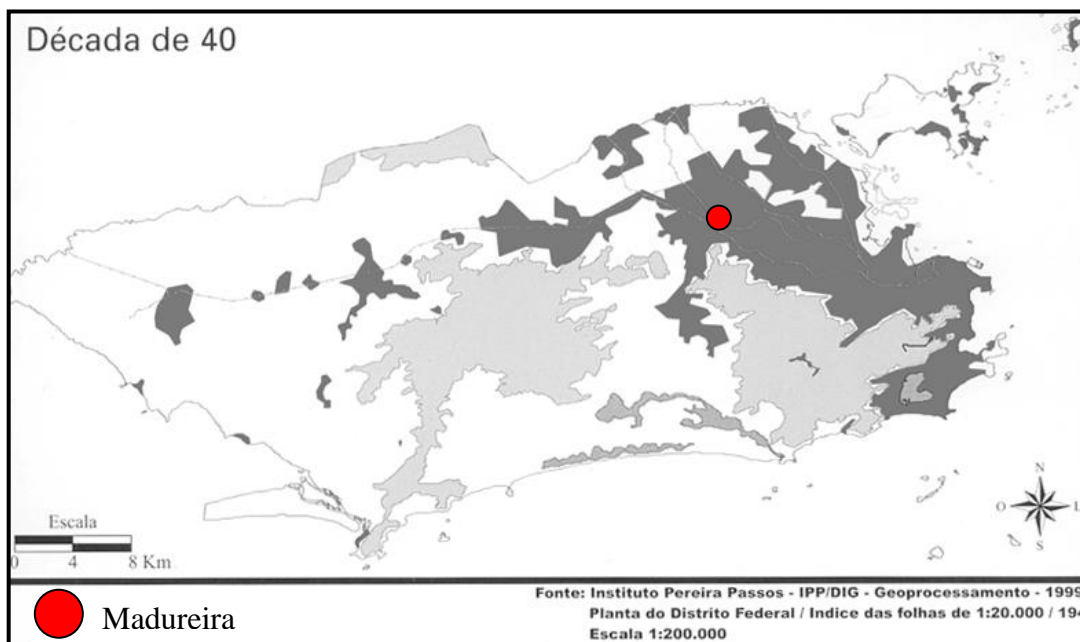 Década de 40
N
O
L
S
Escala
0 4 8 Km
Madureira
Fonte: Instituto Pereira Passos - IPP/DIG - Geoprocessamento - 1999
Planta do Distrito Federal / Indice das folhas de 1:20.000 /
Escala 1:200.000